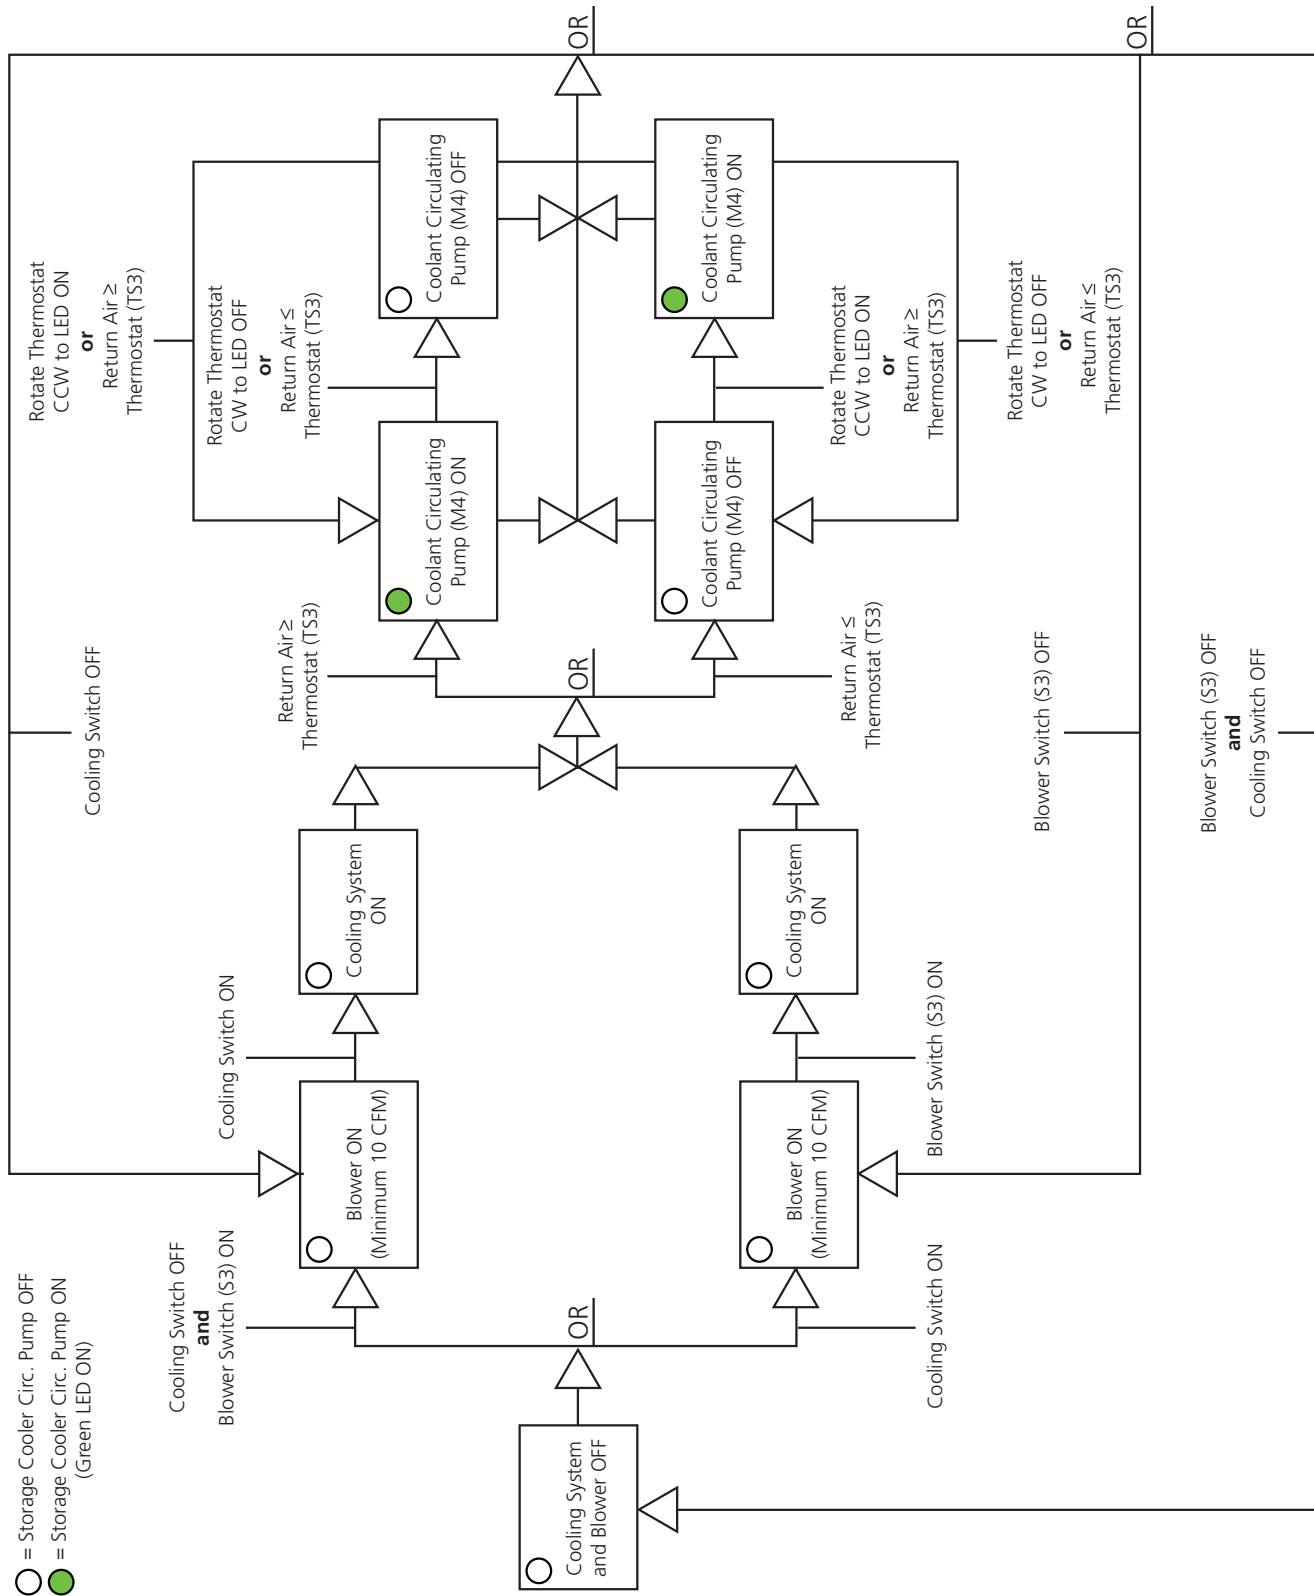 = Storage Cooler Circ. Pump OFF
= Storage Cooler Circ. Pump ON
(Green LED ON)
Cooling System
and Blower OFF
OR
Cooling Switch OFF
and
Blower Switch (S3) ON
Cooling Switch ON
Blower ON
(Minimum 10 CFM)
Blower ON
(Minimum 10 CFM)
Cooling Switch ON
Blower Switch (S3) ON
Cooling System
ON
Cooling System
ON
Cooling Switch OFF
Blower Switch (S3) OFF
Blower Switch (S3) OFF
and
Cooling Switch OFF
OR
Return Air ≥
Thermostat (TS3)
Return Air ≤
Thermostat (TS3)
Coolant Circulating
Pump (M4) ON
Coolant Circulating
Pump (M4) OFF
Rotate Thermostat
CCW to LED ON
or
Return Air ≥
Thermostat (TS3)
Rotate Thermostat
CW to LED OFF
or
Return Air ≤
Thermostat (TS3)
Rotate Thermostat
CCW to LED ON
or
Return Air ≥
Thermostat (TS3)
Rotate Thermostat
CW to LED OFF
or
Return Air ≤
Thermostat (TS3)
Coolant Circulating
Pump (M4) OFF
Coolant Circulating
Pump (M4) ON
OR
OR